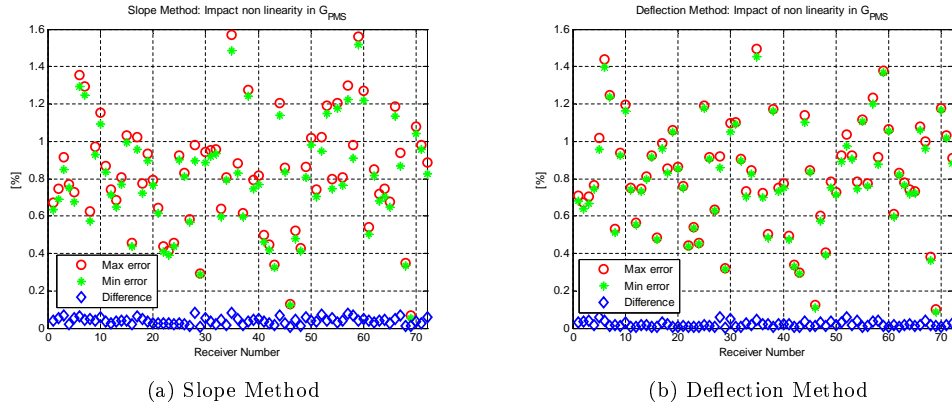 Slope Method: Impact non linearity in G_PMS
1.6
1.4
1.2
1
0.8
0.6
0.4
0.2
0
[%]
Max error
Min error
Difference
0 10 20 30 40 50 60 70
Receiver Number
(a) Slope Method
Deflection Method: Impact of non linearity in G_PMS
1.6
1.4
1.2
1
0.8
0.6
0.4
0.2
0
[%]
Max error
Min error
Difference
0 10 20 30 40 50 60 70
Receiver Number
(b) Deflection Method